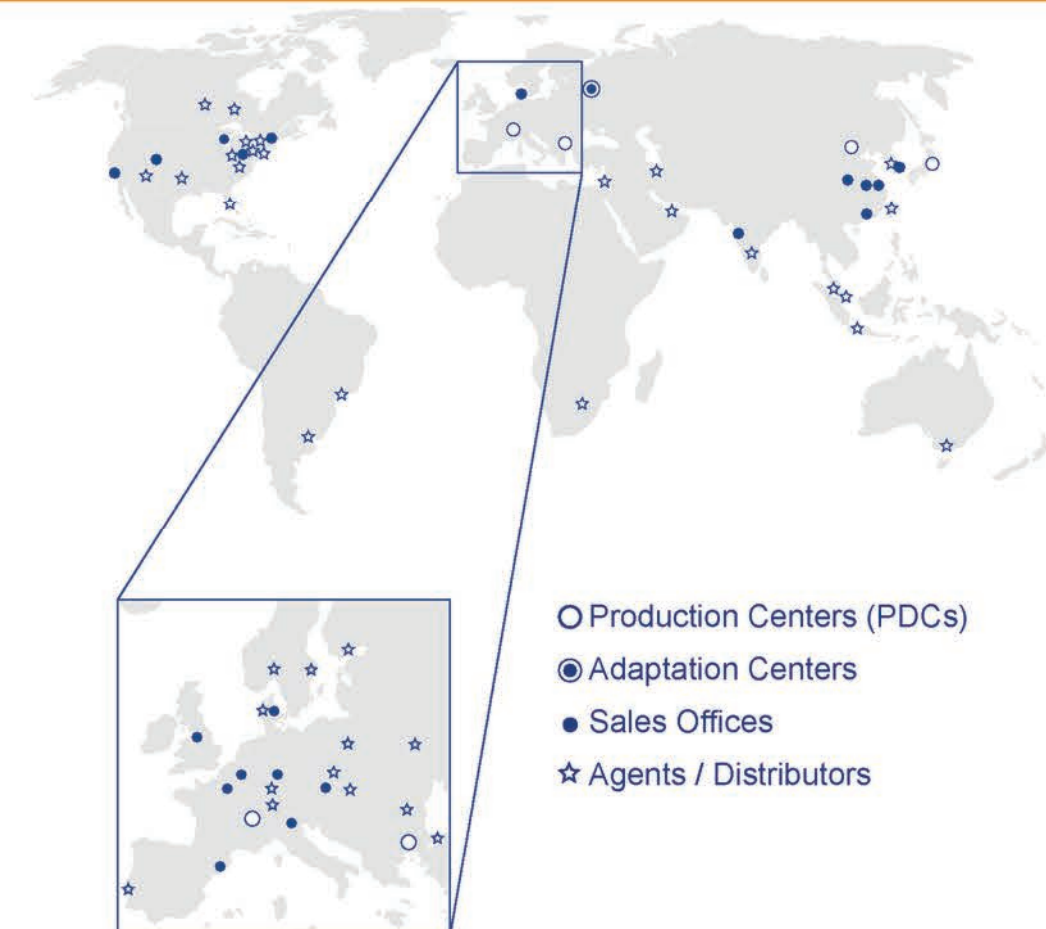 Production Centers (PDCs)
Adaptation Centers
Sales Offices
Agents / Distributors